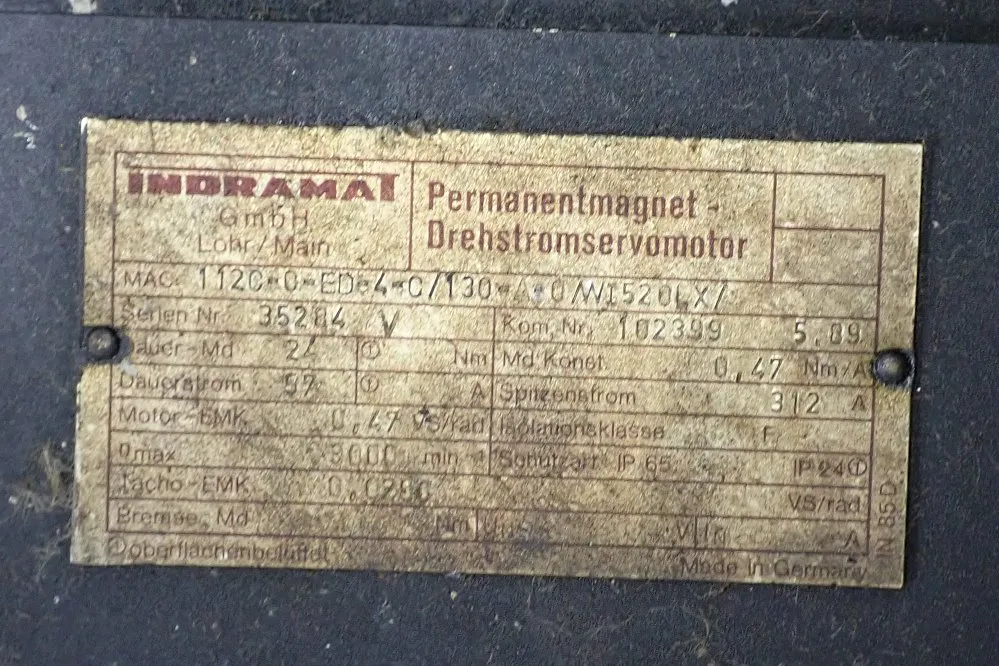 INDRAMAT
GmbH
Lohr/Main
Permanentmagnet-
Drehstromservomotor
MAC: 112C-0-ED-4-C/130-A-0/WI520LX/
Serien Nr. 35284 V Kom. Nr. 102399 5.89
Dauer-Md 24 ① Nm Md Konst. 0,47 Nm/A
Dauerstrom 57 ① A Spitzenstrom 312 A
Motor-EMK 0,47 VS/rad Isolationsklasse F
nmax 3000 min Schutzart IP 65 IP 24①
Tacho-EMK VS/rad
Bremse, Md Nm V In A
①oberflächenbelüftet Made in Germany
85D